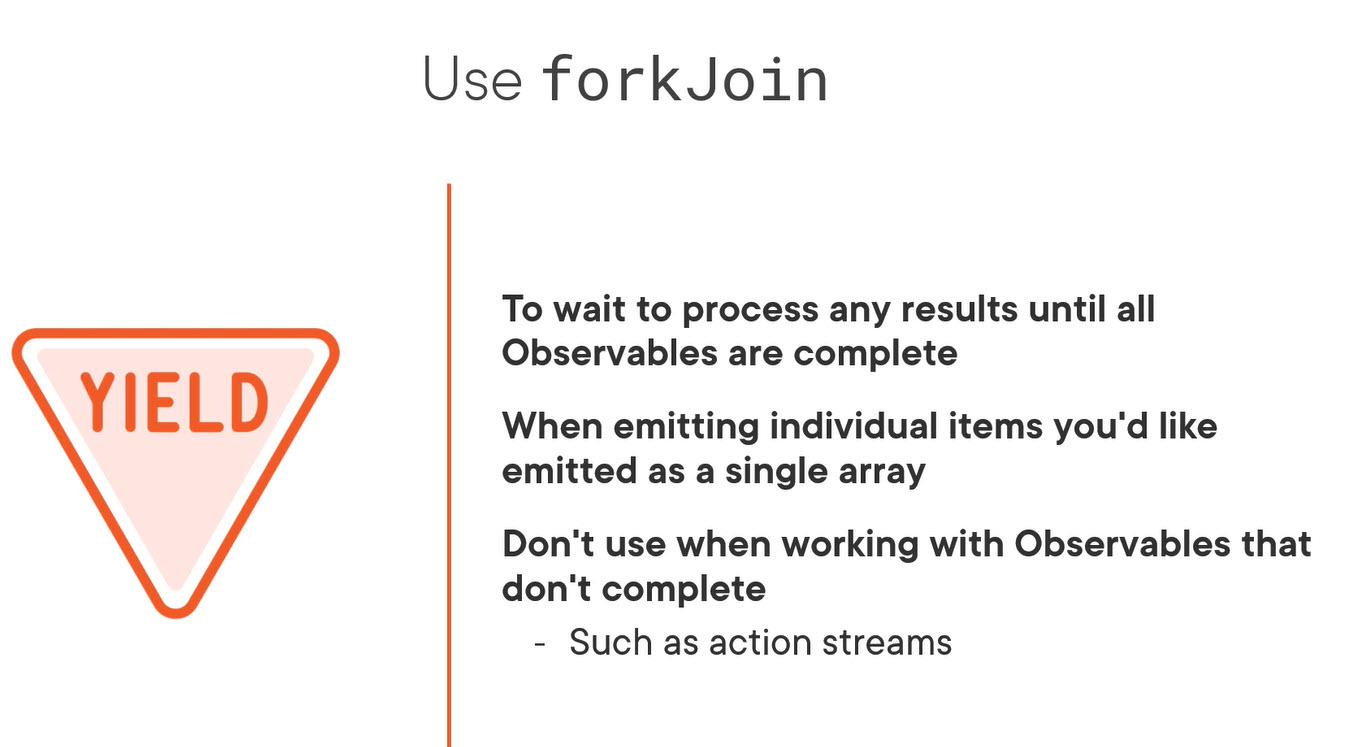 Use forkJoin
YIELD
To wait to process any results until all
Observables are complete
When emitting individual items you'd like
emitted as a single array
Don't use when working with Observables that
don't complete
- Such as action streams